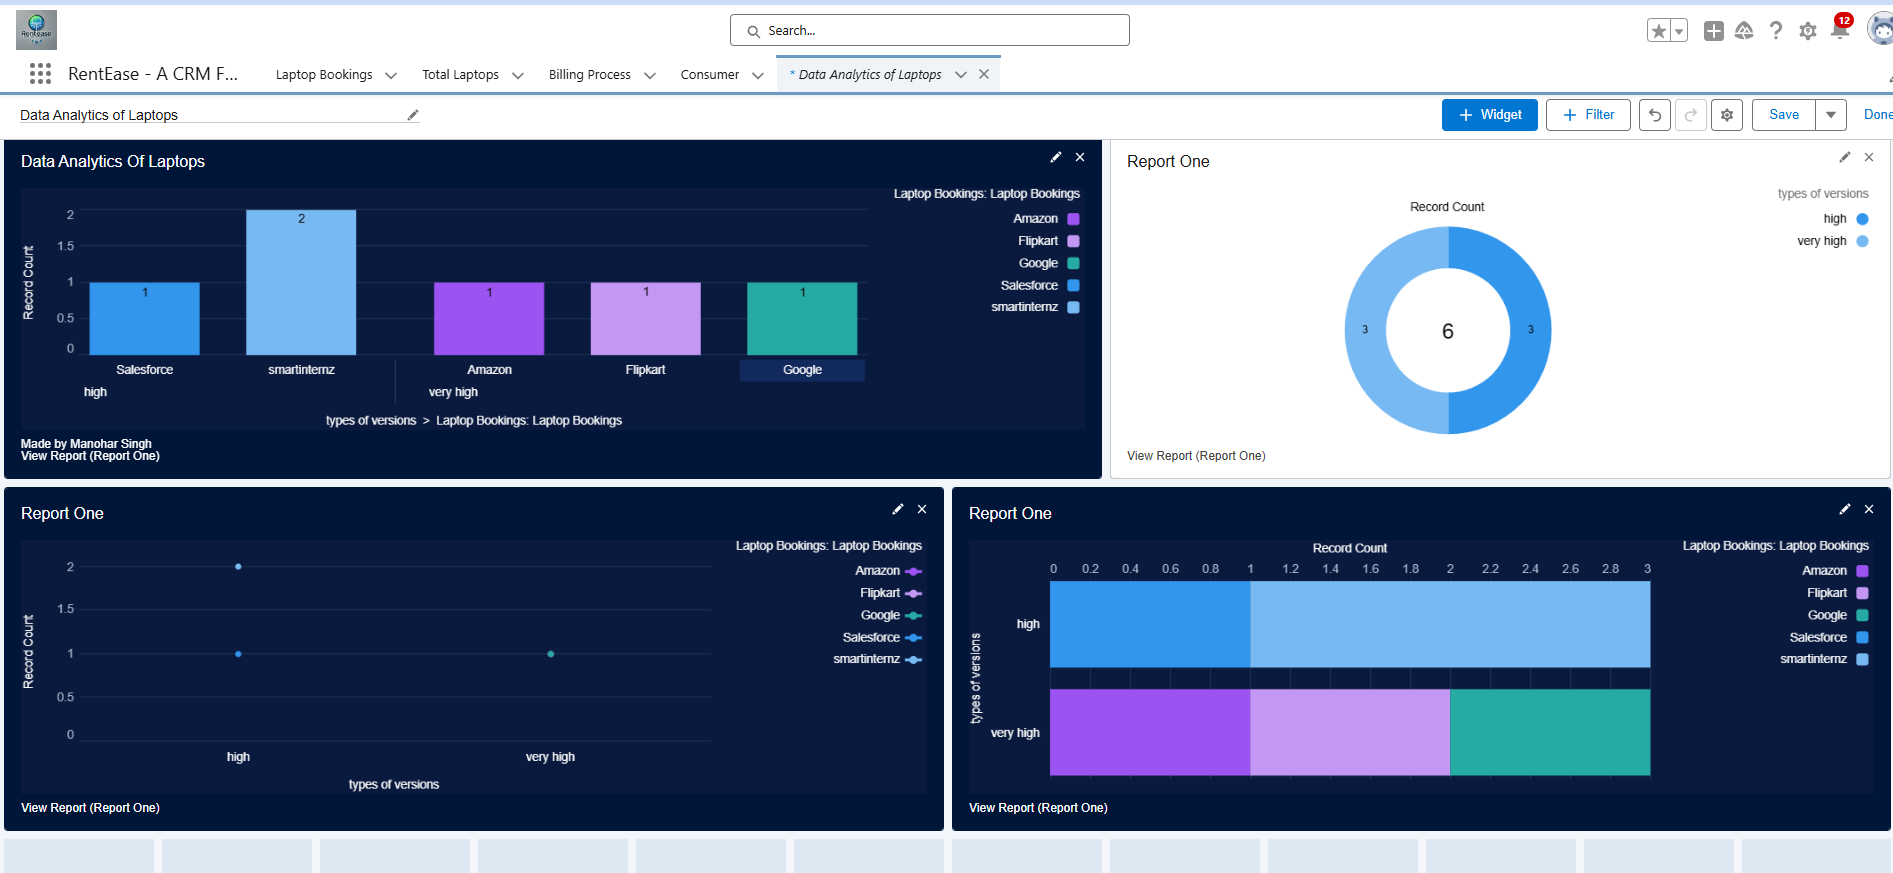 RentEase
Search...
12
RentEase - A CRM F...
Laptop Bookings
Total Laptops
Billing Process
Consumer
* Data Analytics of Laptops
Data Analytics of Laptops
Widget
Filter
Save
Done
Data Analytics Of Laptops
Laptop Bookings: Laptop Bookings
Amazon
Flipkart
Google
Salesforce
smartinternz
Record Count
2
1.5
1
0.5
0
1
2
1
1
1
Salesforce
smartinternz
Amazon
Flipkart
Google
high
very high
types of versions > Laptop Bookings: Laptop Bookings
Made by Manohar Singh
View Report (Report One)
Report One
types of versions
high
very high
Record Count
3
6
3
View Report (Report One)
Report One
Laptop Bookings: Laptop Bookings
Amazon
Flipkart
Google
Salesforce
smartinternz
Record Count
2
1.5
1
0.5
0
high
very high
types of versions
View Report (Report One)
Report One
Laptop Bookings: Laptop Bookings
Amazon
Flipkart
Google
Salesforce
smartinternz
Record Count
0 0.2 0.4 0.6 0.8 1 1.2 1.4 1.6 1.8 2 2.2 2.4 2.6 2.8 3
types of versions
high
very high
View Report (Report One)